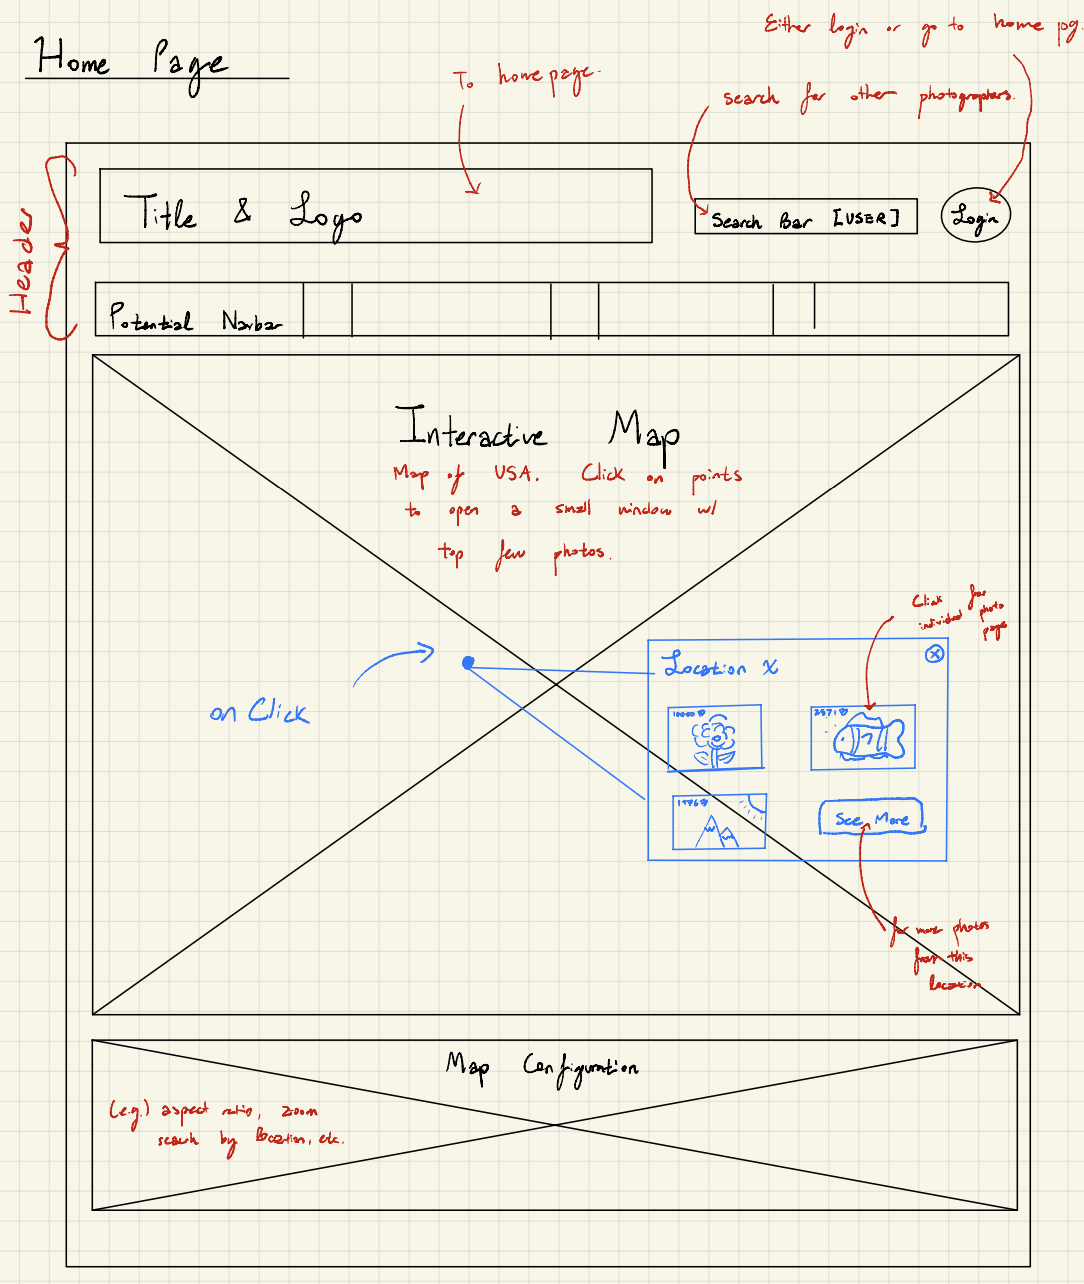 Home Page
Either login or go to home pag.
To home page.
search for other photographers.
Header
Title & Logo
Search Bar [USER]
Login
Potential Navbar
Interactive Map
Map of USA. Click on points
to open a small window w/
top few photos.
Click for
individual photo
page
on Click
Location X
10000
2571
1976
See More
for more photos
from this
location
Map Configuration
(e.g.) aspect ratio, zoom
search by location, etc.